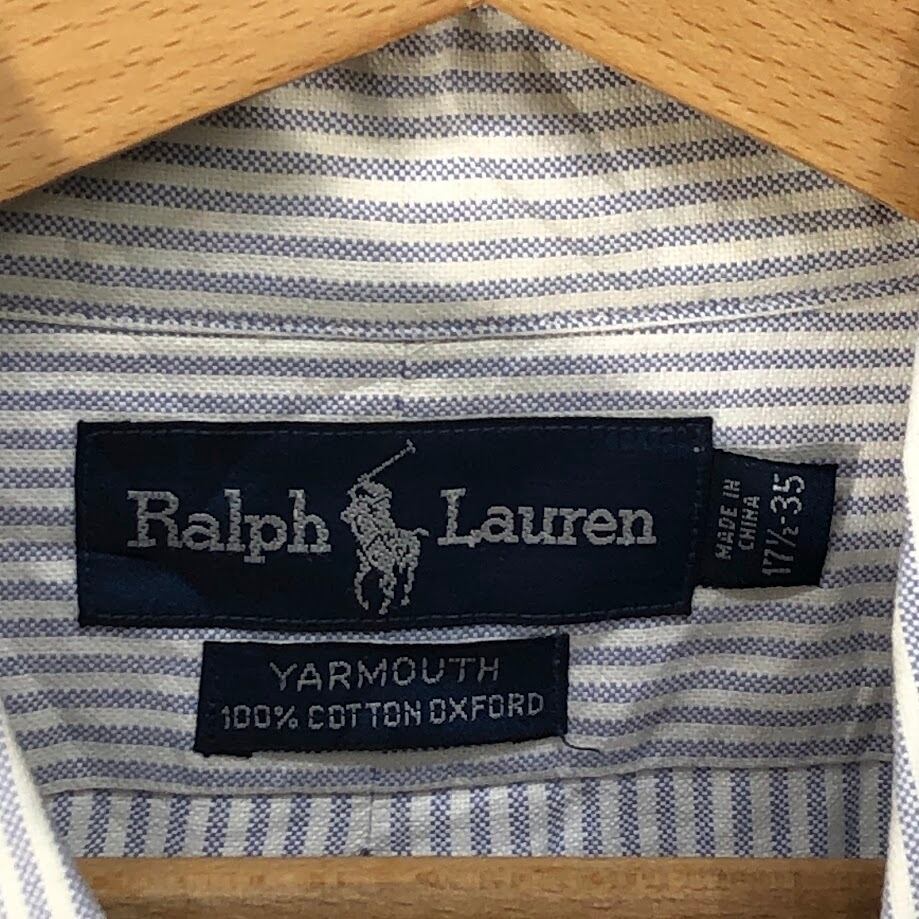 Ralph Lauren
MADE IN
CHINA
17½-35
YARMOUTH
100% COTTON OXFORD